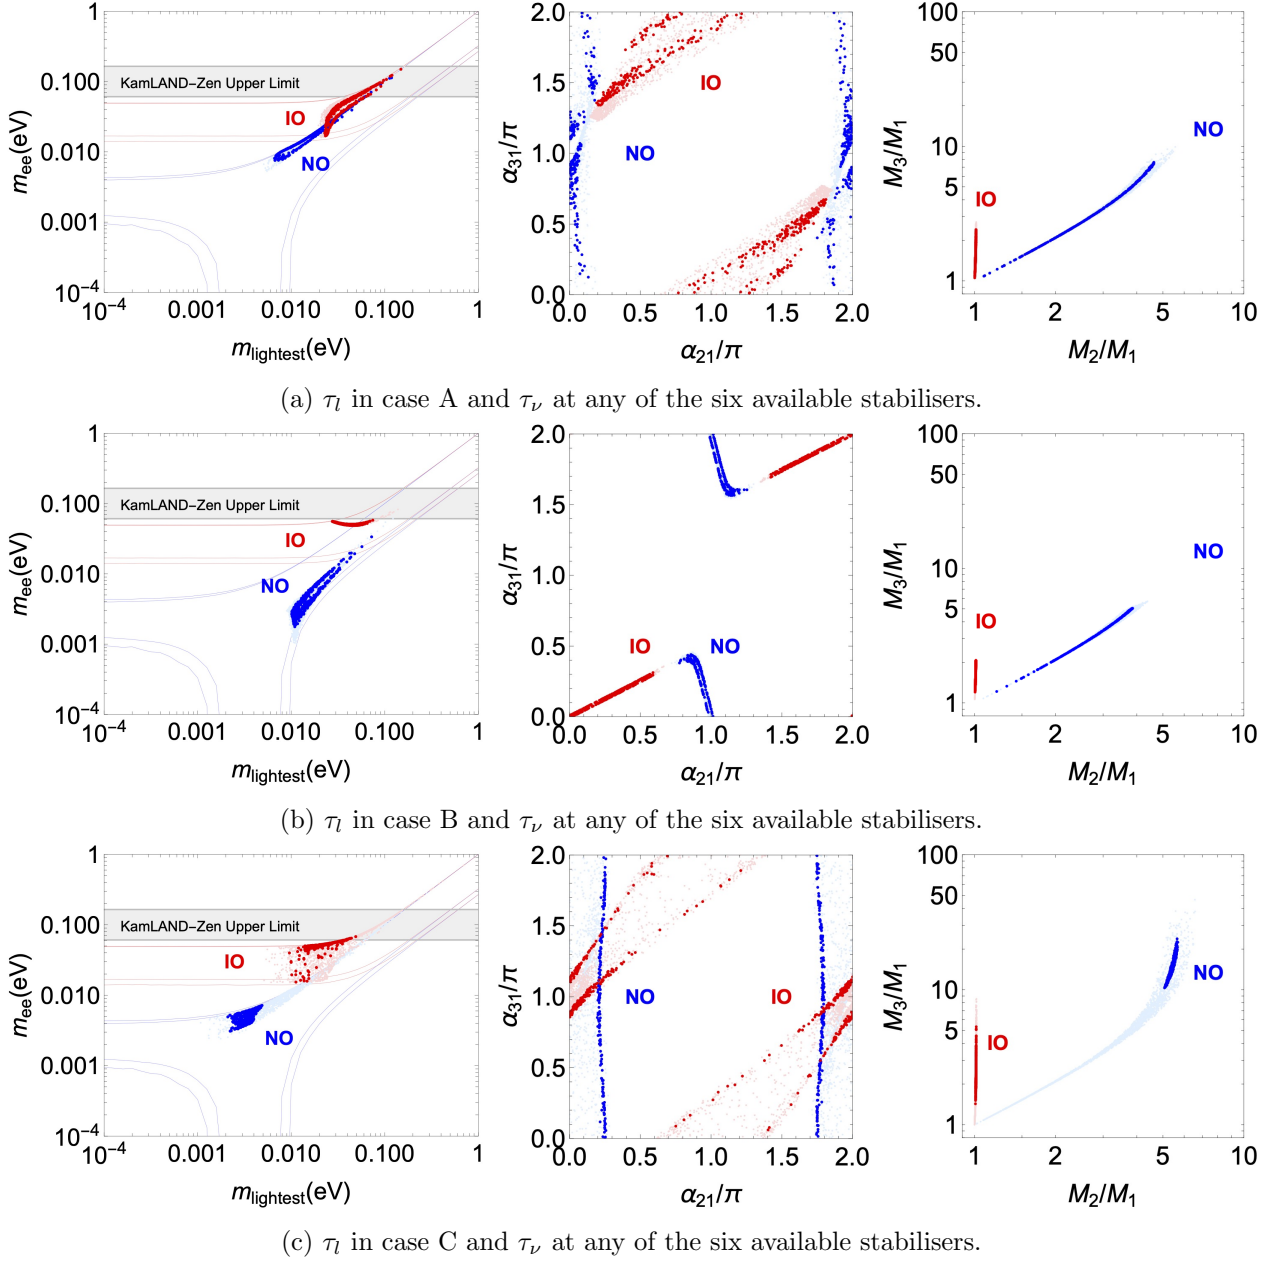 1
0.100
0.010
0.001
10⁻⁴
mee(eV)
KamLAND-Zen Upper Limit
IO
NO
10⁻⁴ 0.001 0.010 0.100 1
mlightest(eV)
2.0
1.5
1.0
0.5
0.0
α31/π
IO
NO
0.0 0.5 1.0 1.5 2.0
α21/π
100
50
10
5
1
M3/M1
NO
IO
1 2 5 10
M2/M1
(a) τl in case A and τν at any of the six available stabilisers.
1
0.100
0.010
0.001
10⁻⁴
mee(eV)
KamLAND-Zen Upper Limit
IO
NO
10⁻⁴ 0.001 0.010 0.100 1
mlightest(eV)
2.0
1.5
1.0
0.5
0.0
α31/π
IO NO
0.0 0.5 1.0 1.5 2.0
α21/π
100
50
10
5
1
M3/M1
NO
IO
1 2 5 10
M2/M1
(b) τl in case B and τν at any of the six available stabilisers.
1
0.100
0.010
0.001
10⁻⁴
mee(eV)
KamLAND-Zen Upper Limit
IO
NO
10⁻⁴ 0.001 0.010 0.100 1
mlightest(eV)
2.0
1.5
1.0
0.5
0.0
α31/π
NO IO
0.0 0.5 1.0 1.5 2.0
α21/π
100
50
10
5
1
M3/M1
NO
IO
1 2 5 10
M2/M1
(c) τl in case C and τν at any of the six available stabilisers.